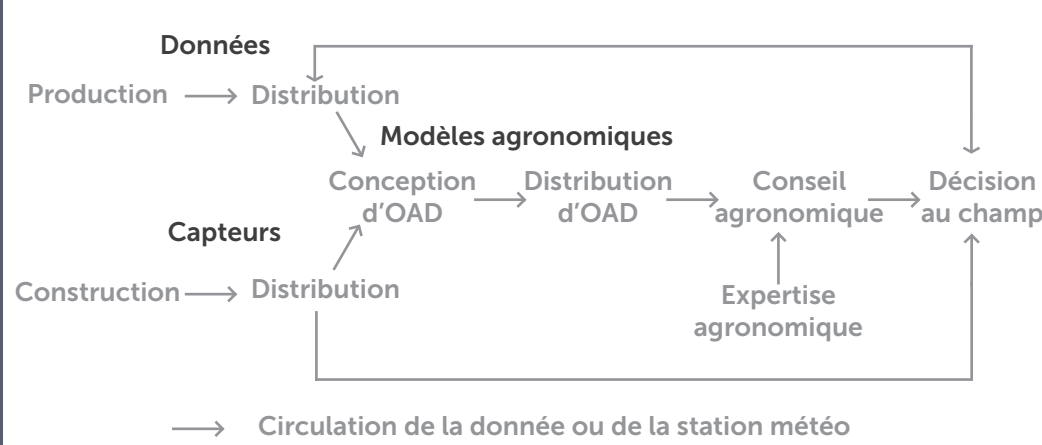 Données
Production
Distribution
Modèles agronomiques
Conception
d'OAD
Distribution
d'OAD
Conseil
agronomique
Décision
au champ
Capteurs
Construction
Distribution
Expertise
agronomique
Circulation de la donnée ou de la station météo